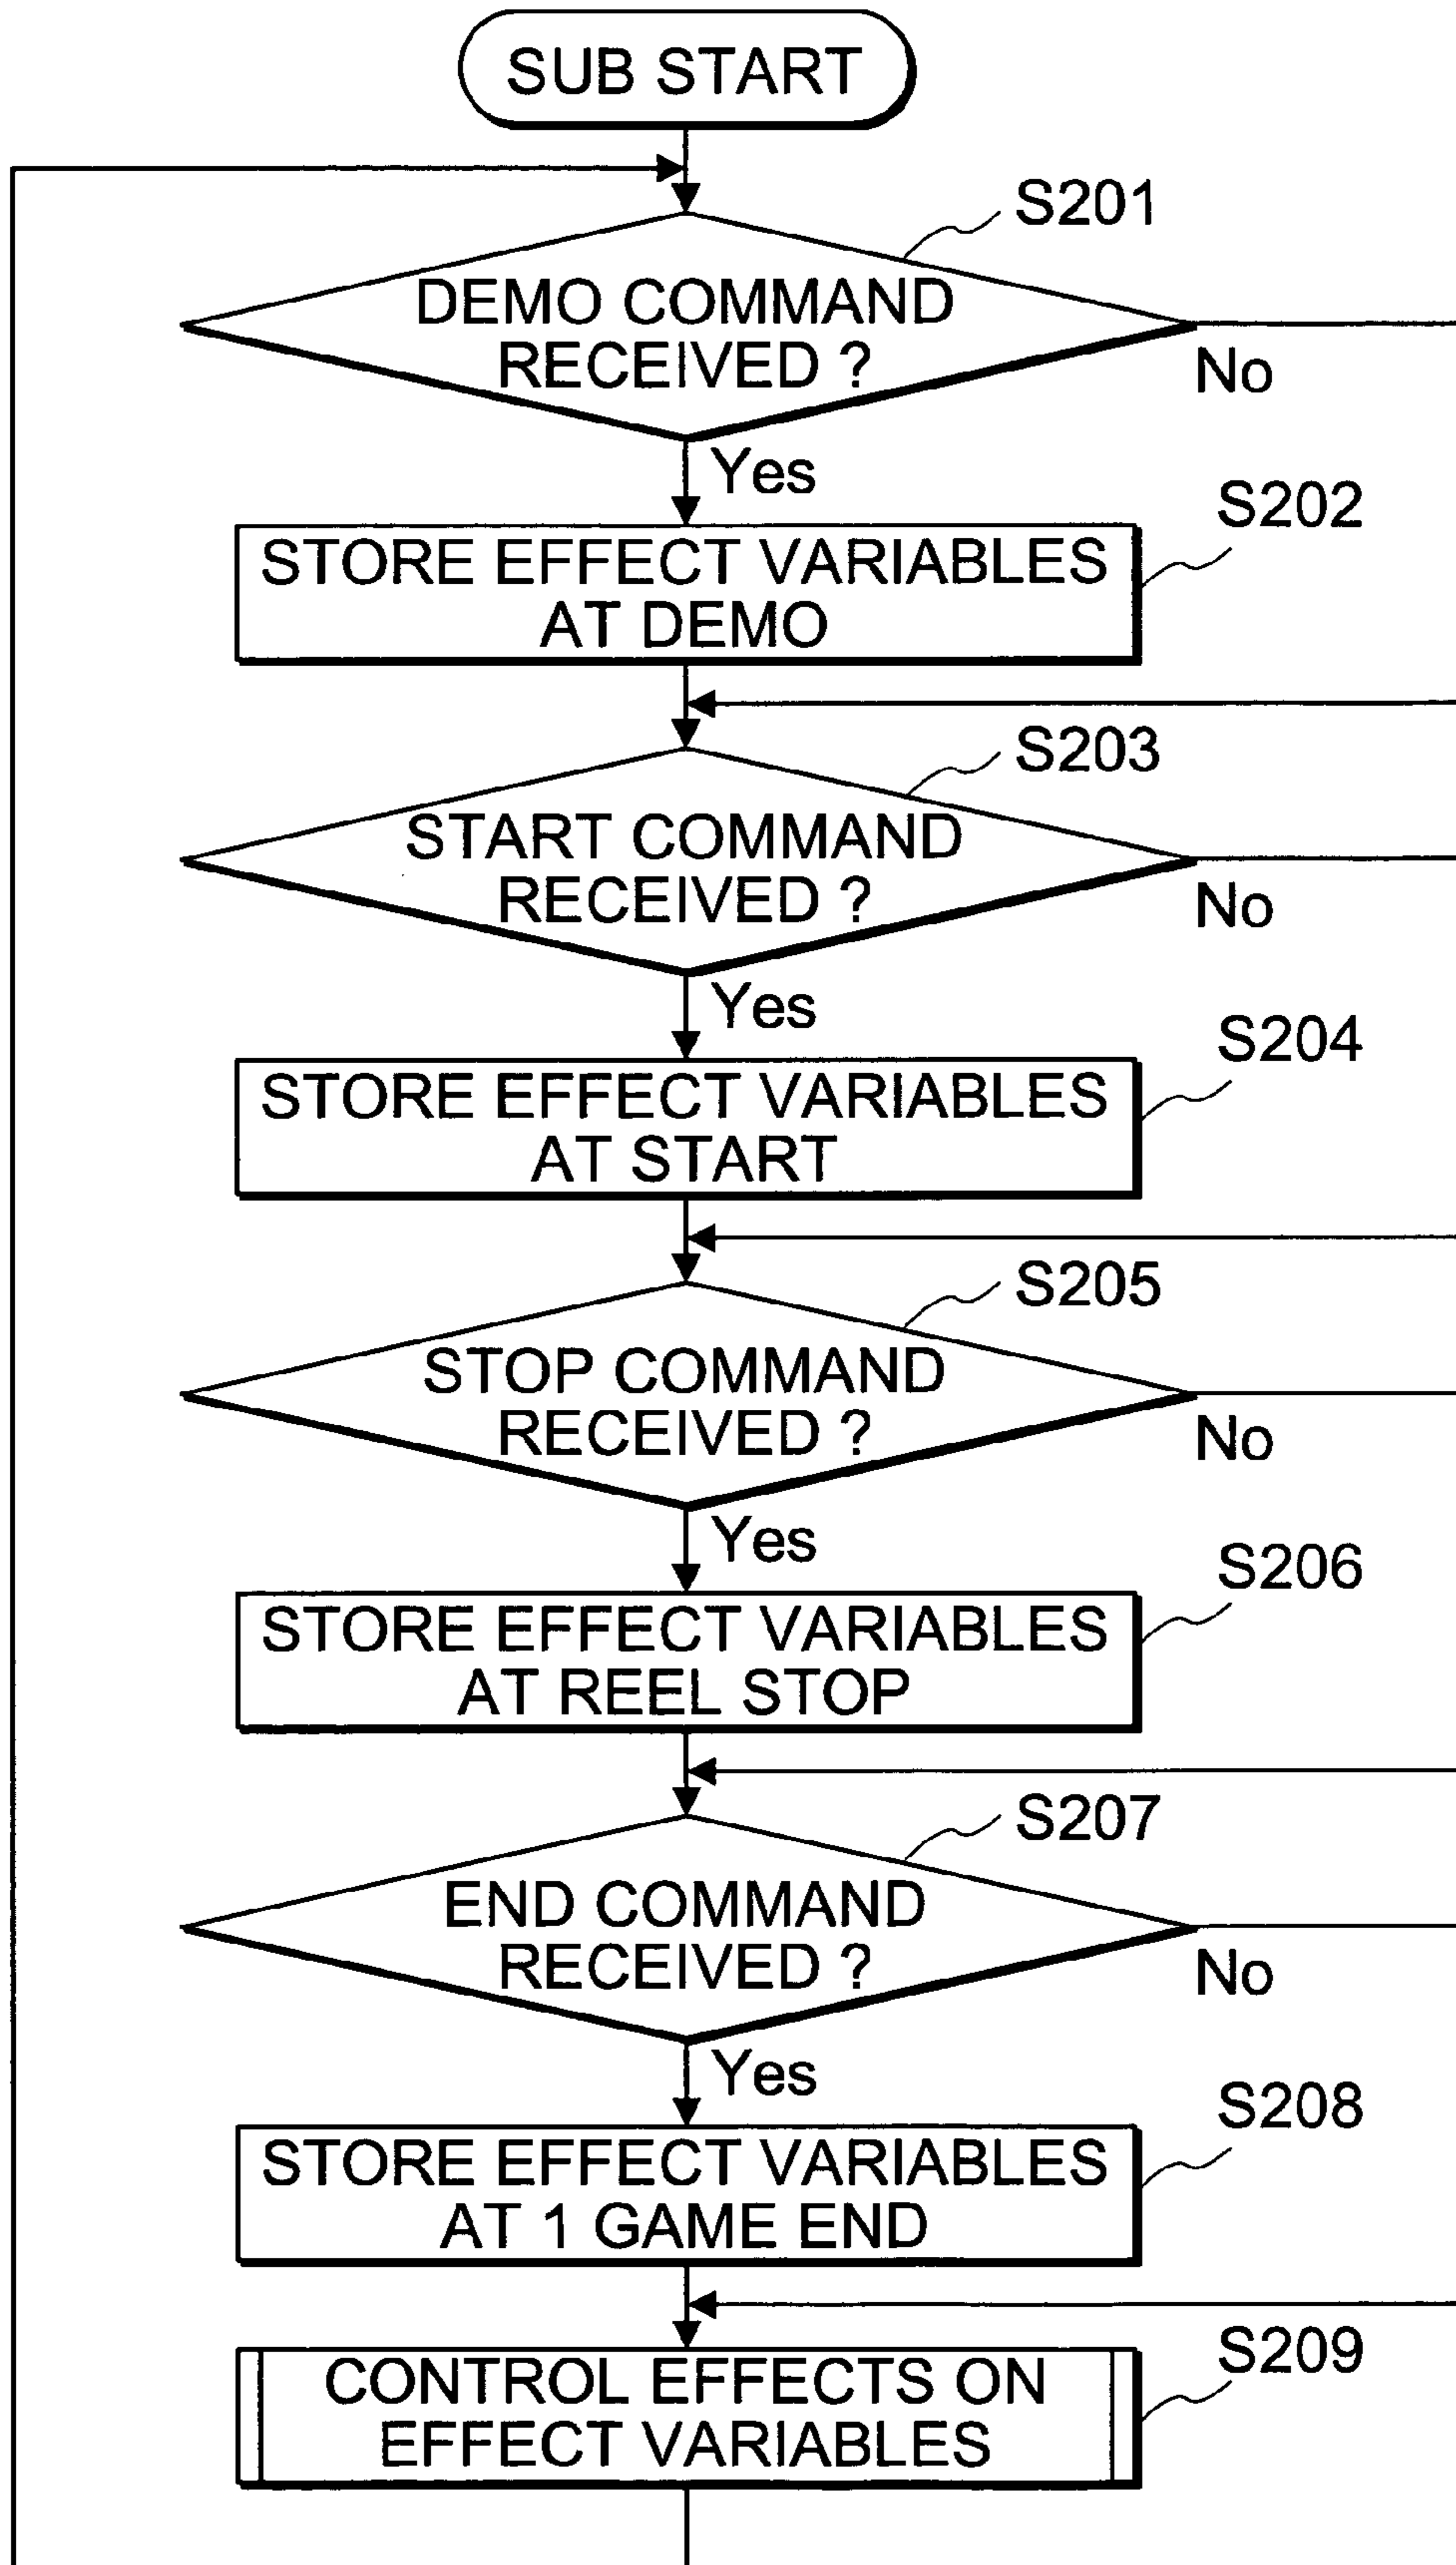 SUB START
S201
DEMO COMMAND
RECEIVED ?
No
Yes
S202
STORE EFFECT VARIABLES
AT DEMO
S203
START COMMAND
RECEIVED ?
No
Yes
S204
STORE EFFECT VARIABLES
AT START
S205
STOP COMMAND
RECEIVED ?
No
Yes
S206
STORE EFFECT VARIABLES
AT REEL STOP
S207
END COMMAND
RECEIVED ?
No
Yes
S208
STORE EFFECT VARIABLES
AT 1 GAME END
S209
CONTROL EFFECTS ON
EFFECT VARIABLES